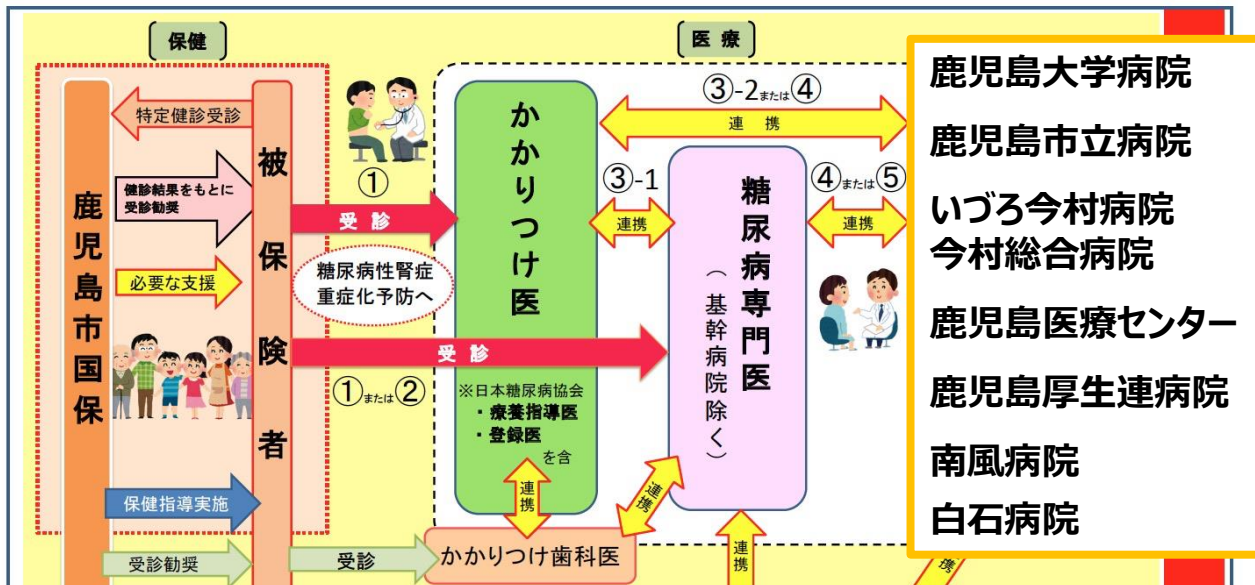 保健
医療
特定健診受診
健診結果をもとに
受診勧奨
必要な支援
鹿児島市国保
被保険者
保健指導実施
受診勧奨
①
受診
糖尿病性腎症
重症化予防へ
受診
①または②
受診
かかりつけ医
※日本糖尿病協会
・療養指導医
・登録医
を含
連携
かかりつけ歯科医
③-2または④
連携
③-1
連携
糖尿病専門医
（基幹病院除く）
連携
連携
④または⑤
連携
携
鹿児島大学病院
鹿児島市立病院
いづろ今村病院
今村総合病院
鹿児島医療センター
鹿児島厚生連病院
南風病院
白石病院